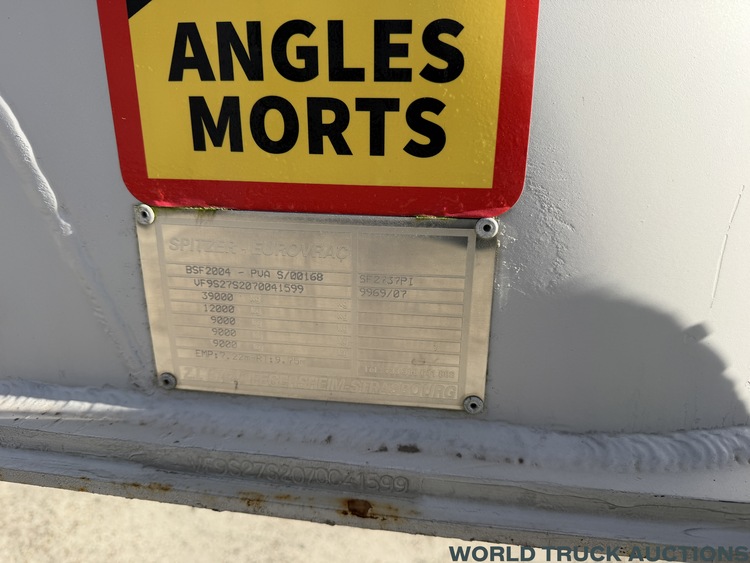 ANGLES
MORTS
SPITZER - EUROVRAC
BSF2004 - PVA S/00168 SF2737PI
VF9S27S2070041599 9969/07
39000
12000
9000
9000
9000
VF9S27S2070041599
WORLD TRUCK AUCTIONS